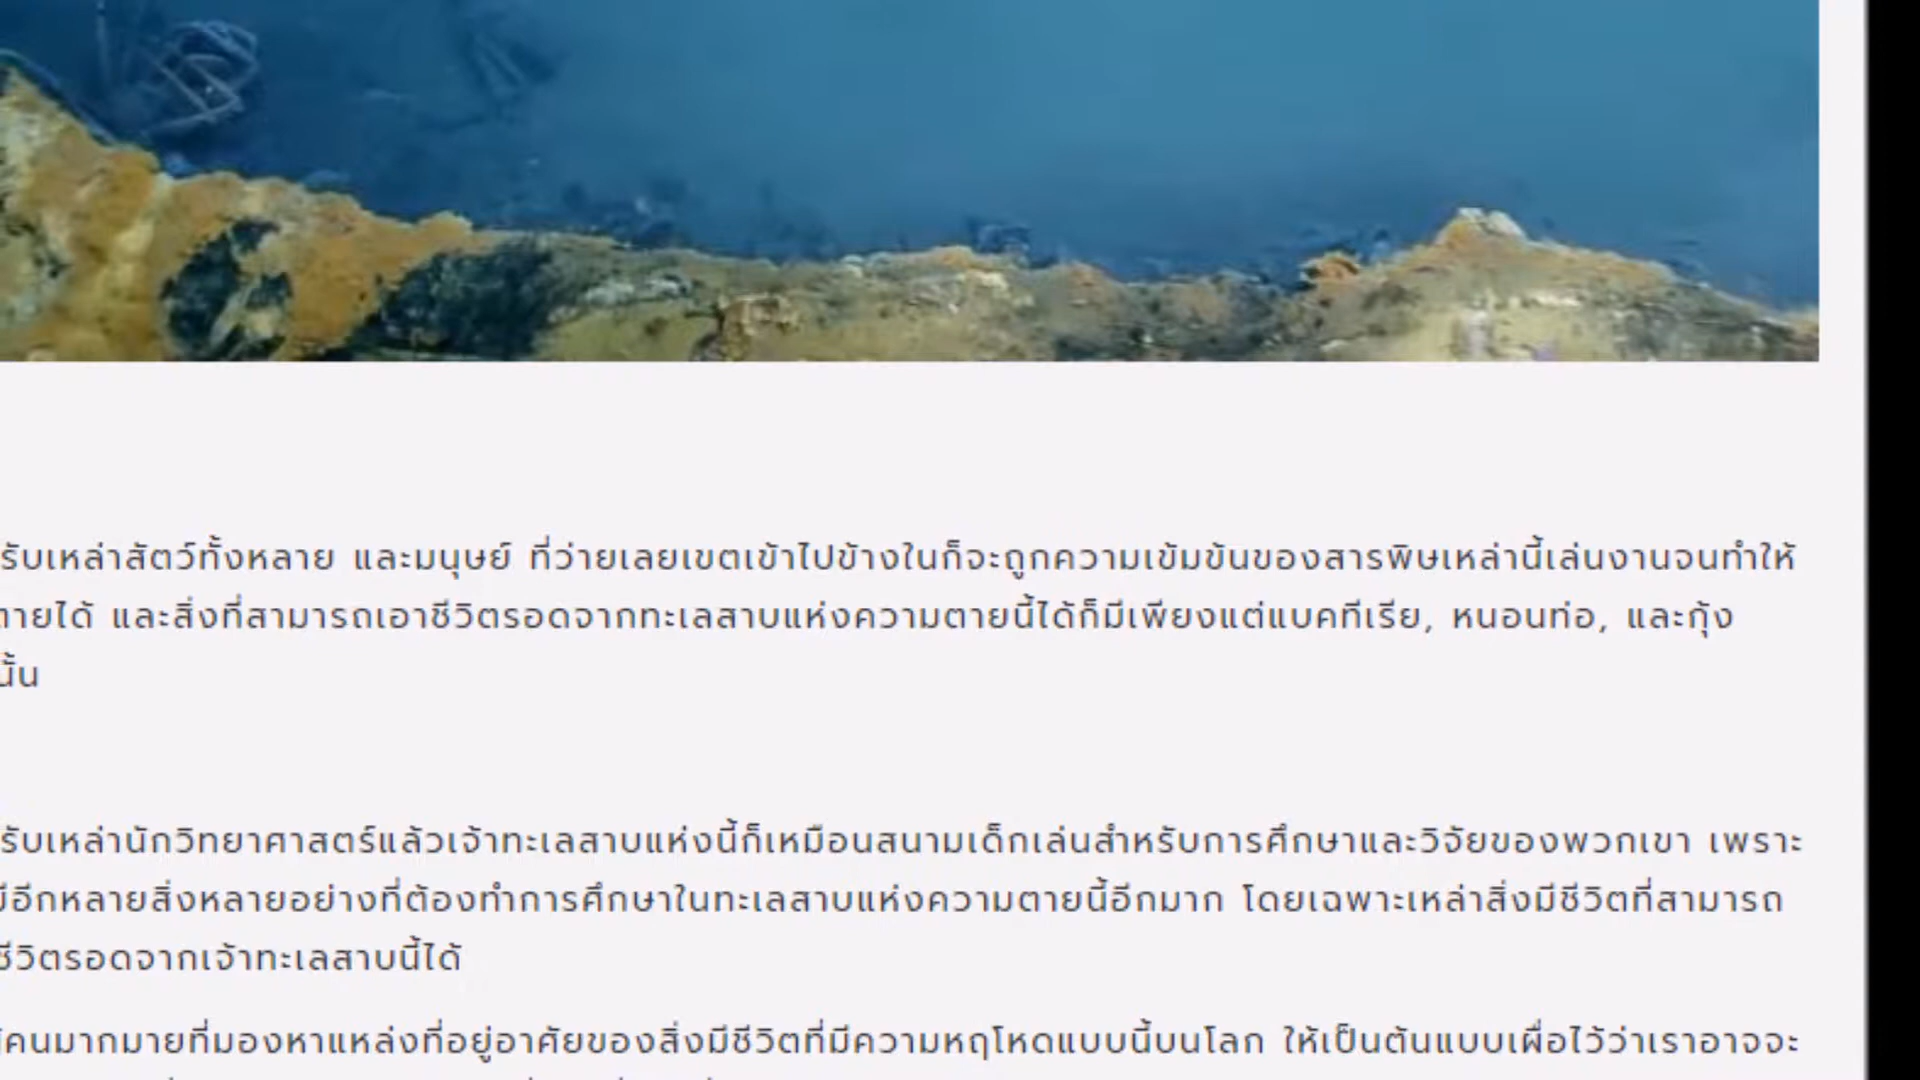 รับเหล่าสัตว์ทั้งหลาย และมนุษย์ ที่ว่ายเลยเขตเข้าไปข้างในก็จะถูกความเข้มข้นของสารพิษเหล่านี้เล่นงานจนทำให้
ตายได้ และสิ่งที่สามารถเอาชีวิตรอดจากทะเลสาบแห่งความตายนี้ได้ก็มีเพียงแต่แบคทีเรีย, หนอนท่อ, และกุ้ง
นั้น
รับเหล่านักวิทยาศาสตร์แล้วเจ้าทะเลสาบแห่งนี้ก็เหมือนสนามเด็กเล่นสำหรับการศึกษาและวิจัยของพวกเขา เพราะ
มีอีกหลายสิ่งหลายอย่างที่ต้องทำการศึกษาในทะเลสาบแห่งความตายนี้อีกมาก โดยเฉพาะเหล่าสิ่งมีชีวิตที่สามารถ
ชีวิตรอดจากเจ้าทะเลสาบนี้ได้
คนมากมายที่มองหาแหล่งที่อยู่อาศัยของสิ่งมีชีวิตที่มีความหฤโหดแบบนี้บนโลก ให้เป็นต้นแบบเผื่อไว้ว่าเราอาจจะ